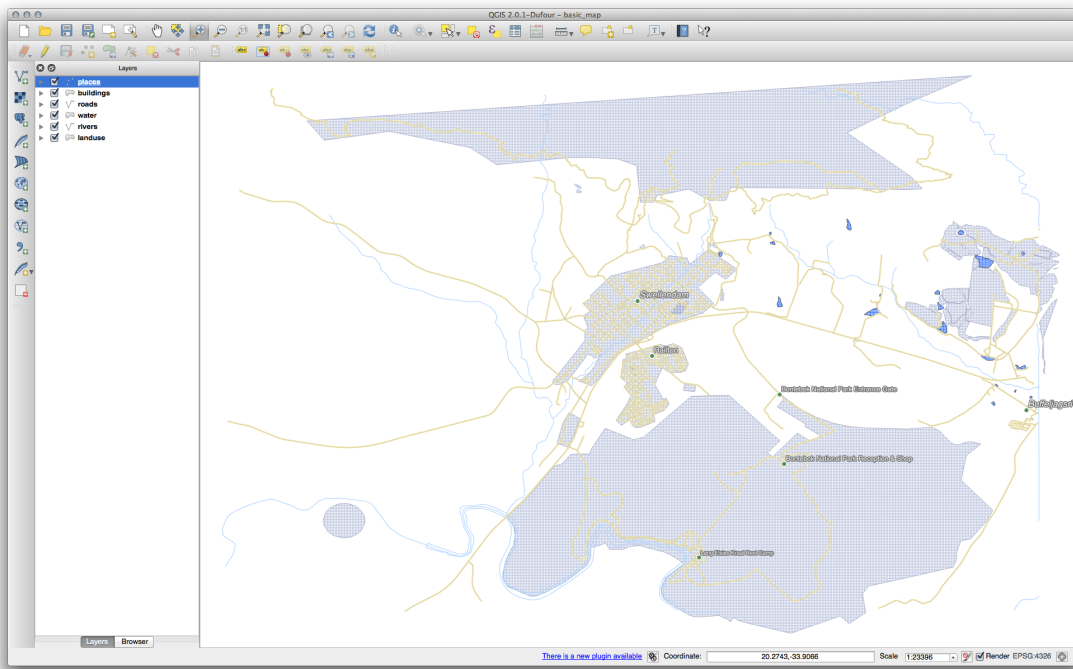 QGIS 2.0.1-Dufour - basic_map
Layers
places
buildings
roads
water
rivers
landuse
Swellendam
Railton
Bontebok National Park Entrance Gate
Bontebok National Park Reception & Shop
Lang Elsies Kraal Rest Camp
Layers
Browser
There is a new plugin available
Coordinate:
20.2743,-33.9066
Scale
1:23396
Render
EPSG:4326